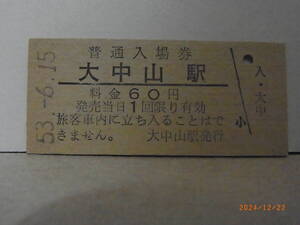 普通入場券
大中山駅
料金60円
発売当日1回限り有効
旅客車内に立ち入ることはで
きません。 大中山駅発行
53.-6.15
入・大中
小
2024/12/22